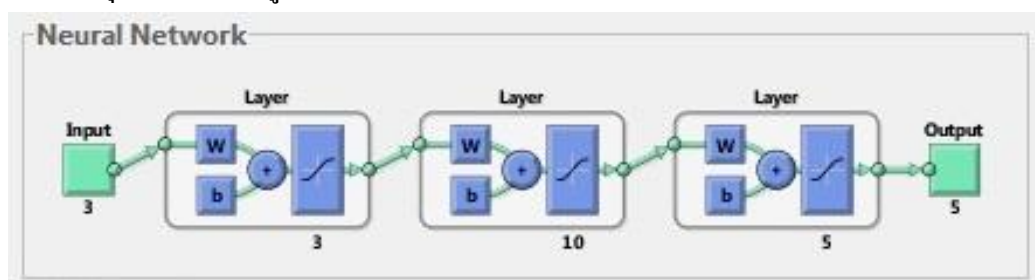 Neural Network
Layer Layer Layer
Input Output
W W W
+ + +
b b b
3 5
3 10 5